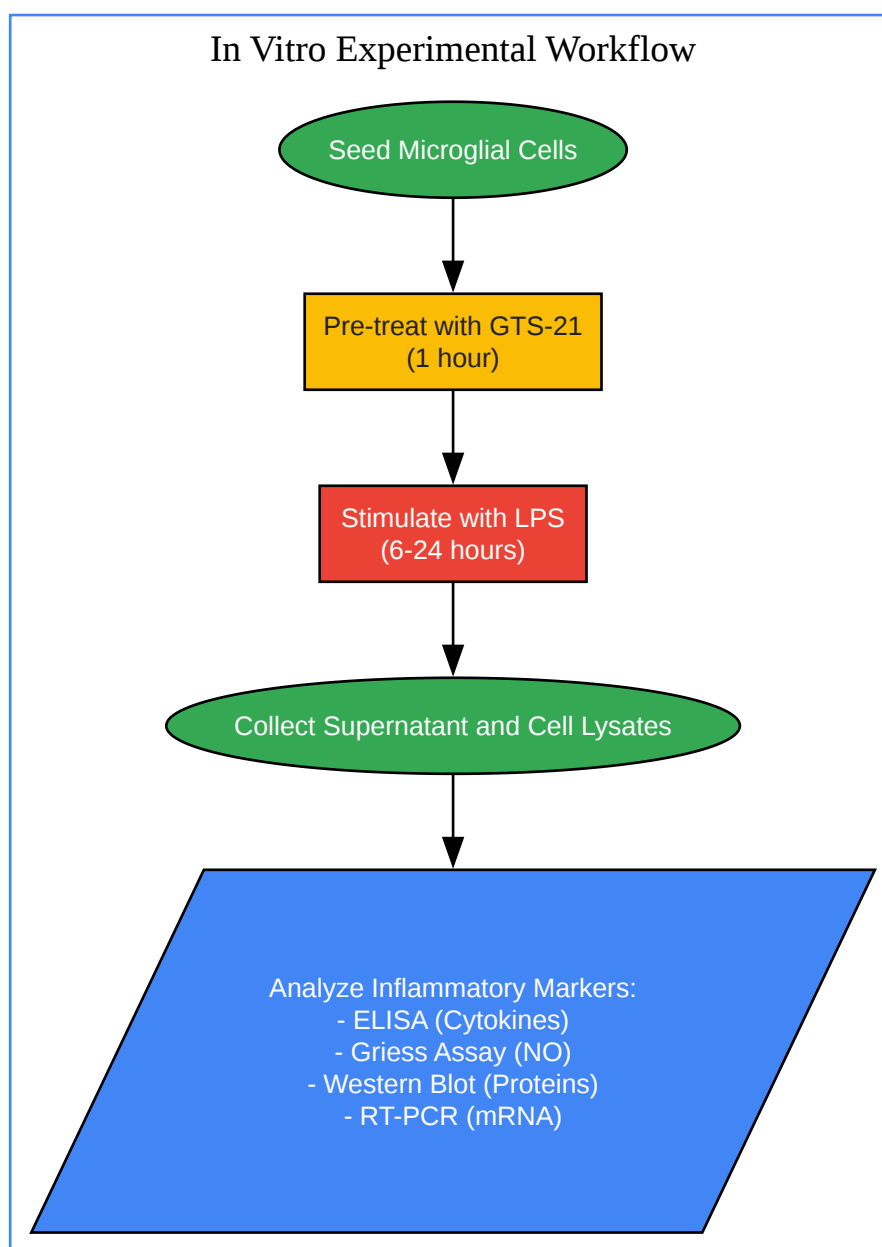 In Vitro Experimental Workflow
Seed Microglial Cells
Pre-treat with GTS-21
(1 hour)
Stimulate with LPS
(6-24 hours)
Collect Supernatant and Cell Lysates
Analyze Inflammatory Markers:
- ELISA (Cytokines)
- Griess Assay (NO)
- Western Blot (Proteins)
- RT-PCR (mRNA)